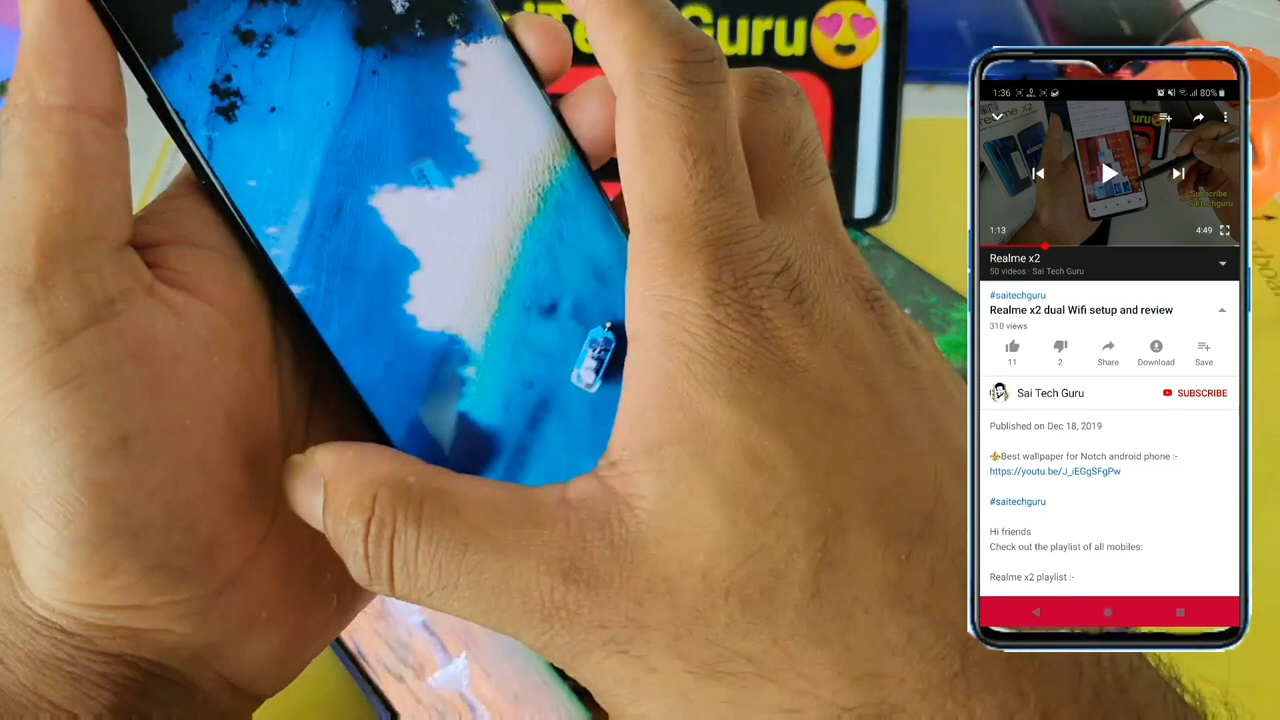 aiTechGuru😍
1:36
80%
Guru😍
Subscribe
Saitechguru
1:13
4:49
Realme x2
50 videos · Sai Tech Guru
#saitechguru
Realme x2 dual Wifi setup and review
310 views
11
2
Share
Download
Save
Sai Tech Guru
SUBSCRIBE
Published on Dec 18, 2019
⚜Best wallpaper for Notch android phone :-
https://youtu.be/J_iEGgSFgPw
#saitechguru
Hi friends
Check out the playlist of all mobiles:
Realme x2 playlist :-